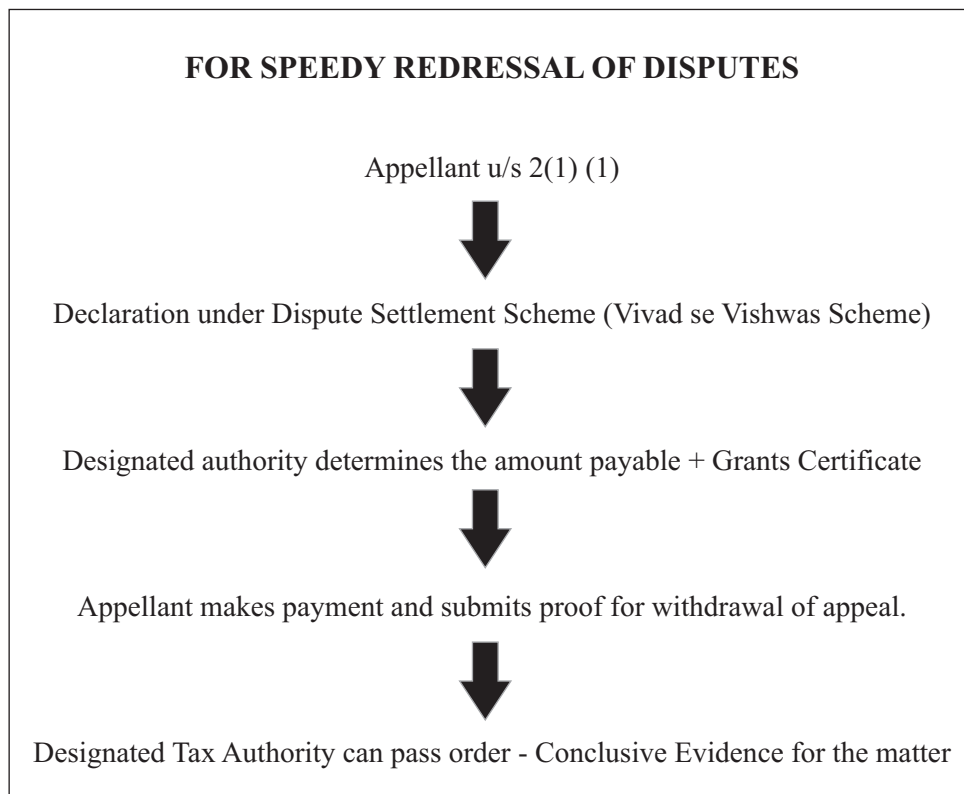 FOR SPEEDY REDRESSAL OF DISPUTES
Appellant u/s 2(1) (1)
Declaration under Dispute Settlement Scheme (Vivad se Vishwas Scheme)
Designated authority determines the amount payable + Grants Certificate
Appellant makes payment and submits proof for withdrawal of appeal.
Designated Tax Authority can pass order - Conclusive Evidence for the matter